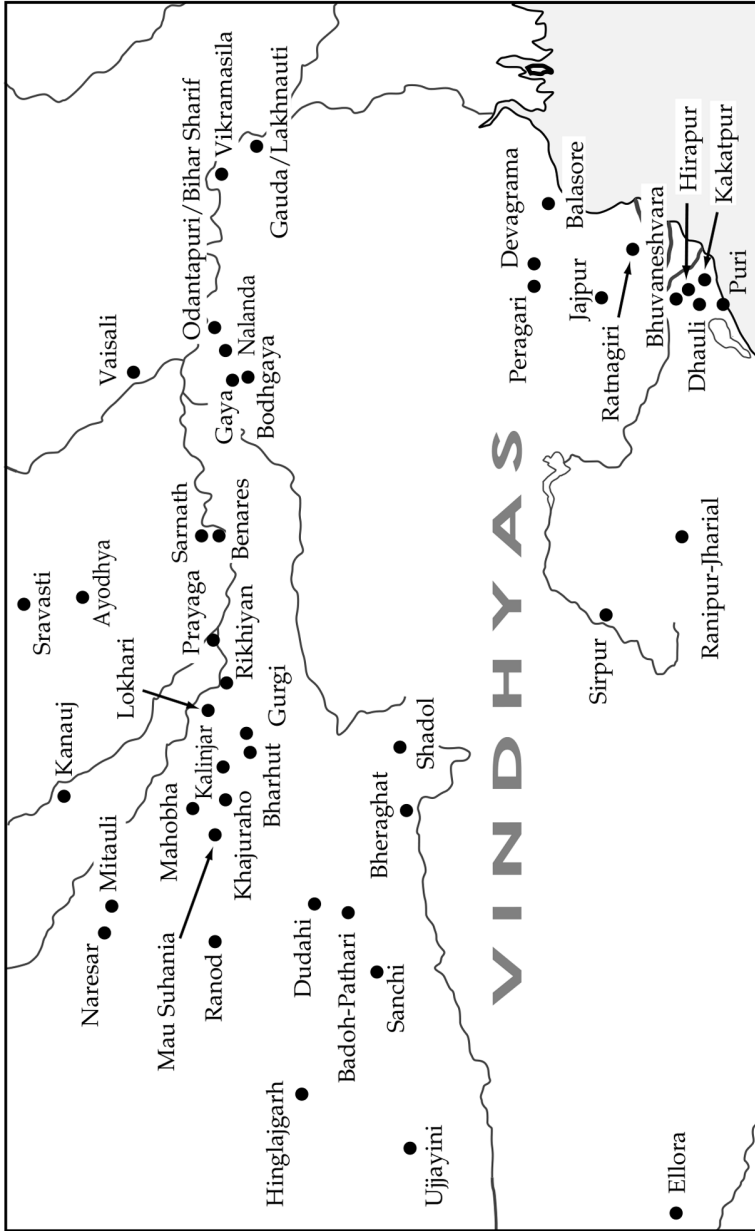 Sravasti
Ayodhya
Kanauj
Mitauli
Naresar
Vaisali
Lokhari
Prayaga
Sarnath
Benares
Odantapuri/Bihar Sharif
Vikramasila
Gauda/Lakhnauti
Nalanda
Gaya
Bodhgaya
Rikhiyan
Mahobha
Kalinjar
Gurgi
Bharhut
Khajuraho
Mau Suhania
Ranod
Dudahi
Badoh-Pathari
Hinglajgarh
Sanchi
Ujjayini
Bheraghat
Shadol
VINDHYAS
Peragari
Devagrama
Balasore
Jajpur
Ratnagiri
Bhuvaneshvara
Hirapur
Kakatpur
Dhauli
Puri
Sirpur
Ranipur-Jharial
Ellora